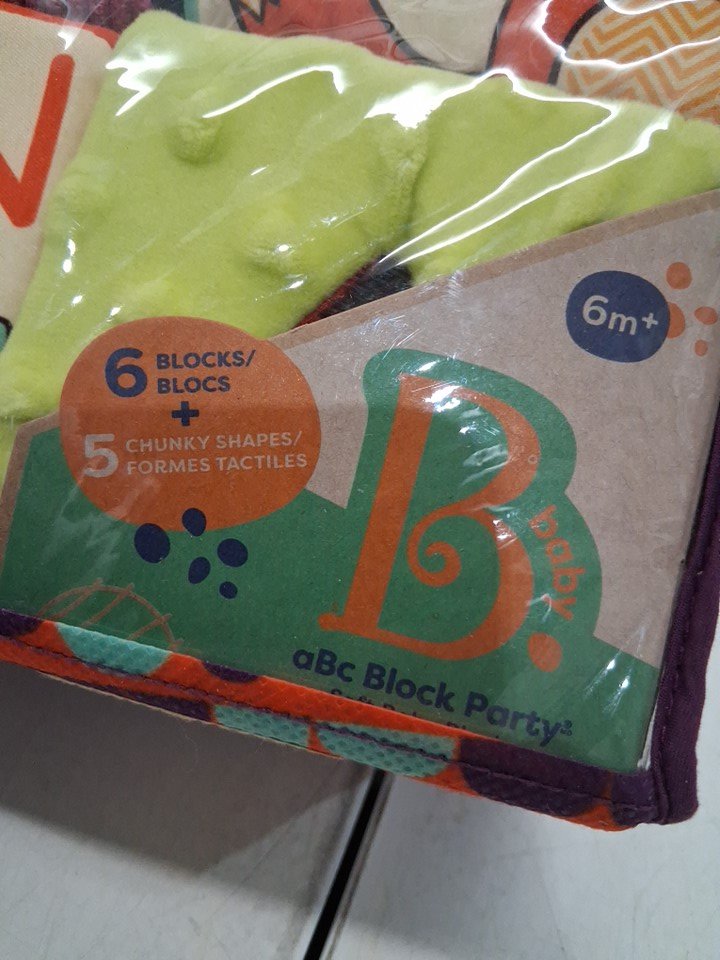 6m+
6 BLOCKS/
BLOCS
+
5 CHUNKY SHAPES/
FORMES TACTILES
B.
baby
aBc Block Party